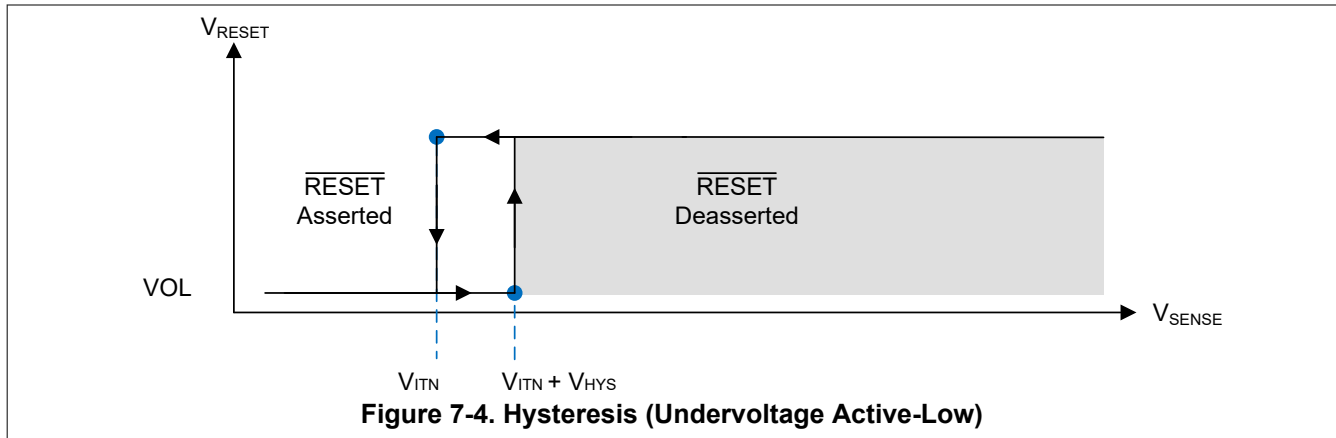 VRESET
RESET
Asserted
RESET
Deasserted
VOL
VSENSE
VITN
VITN + VHYS
Figure 7-4. Hysteresis (Undervoltage Active-Low)